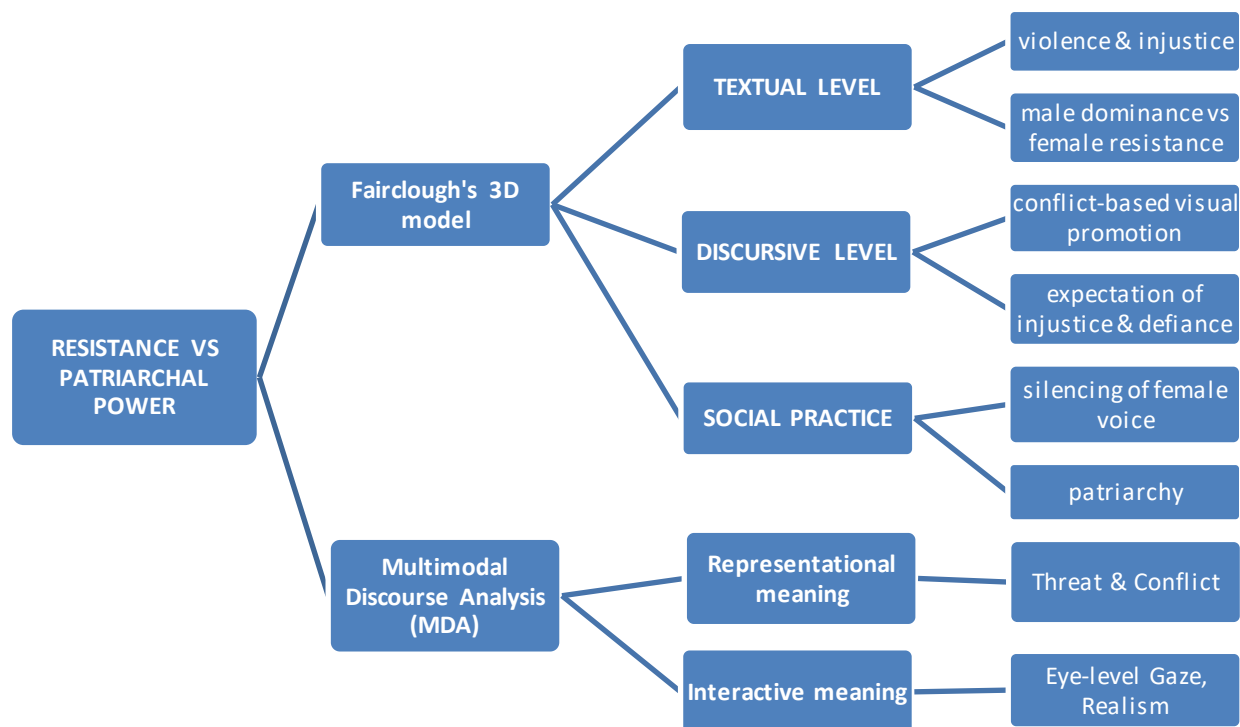 RESISTANCE VS
PATRIARCHAL
POWER
Fairclough's 3D
model
TEXTUAL LEVEL
violence & injustice
male dominance vs
female resistance
DISCURSIVE LEVEL
conflict-based visual
promotion
expectation of
injustice & defiance
SOCIAL PRACTICE
silencing of female
voice
patriarchy
Multimodal
Discourse Analysis
(MDA)
Representational
meaning
Threat & Conflict
Interactive meaning
Eye-level Gaze,
Realism